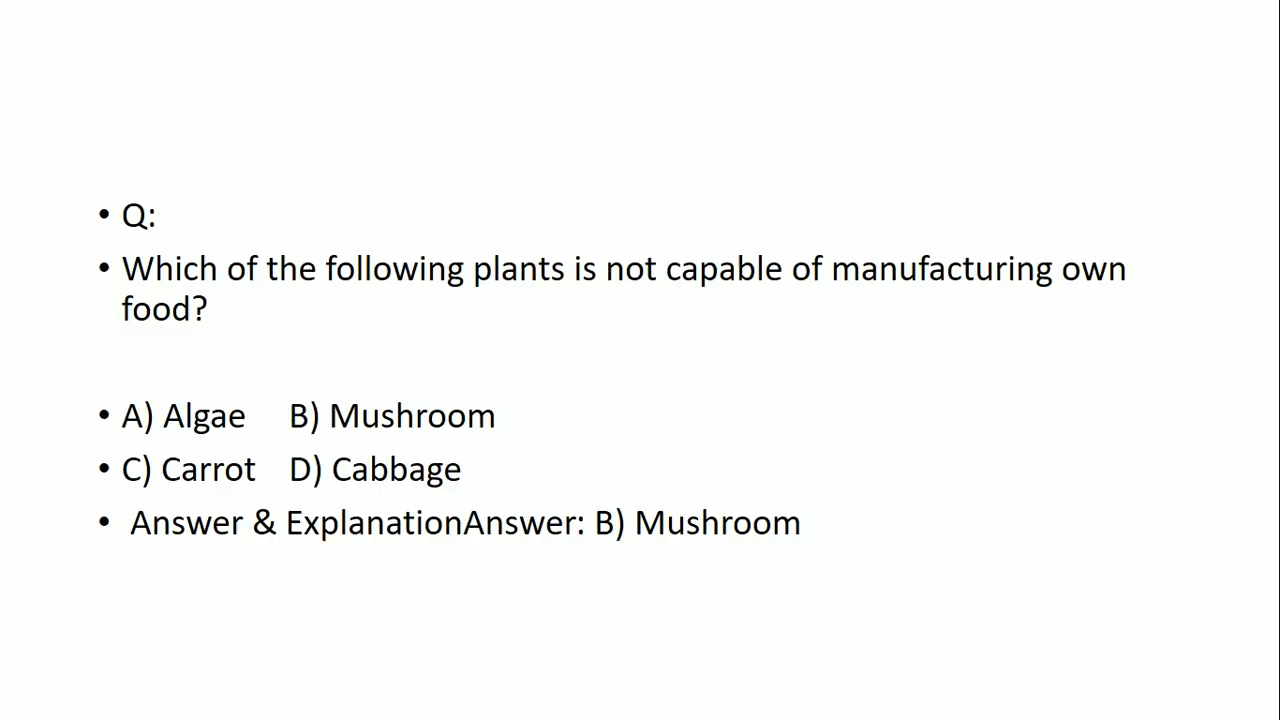 • Q:
• Which of the following plants is not capable of manufacturing own
food?
• A) Algae B) Mushroom
• C) Carrot D) Cabbage
• Answer & ExplanationAnswer: B) Mushroom